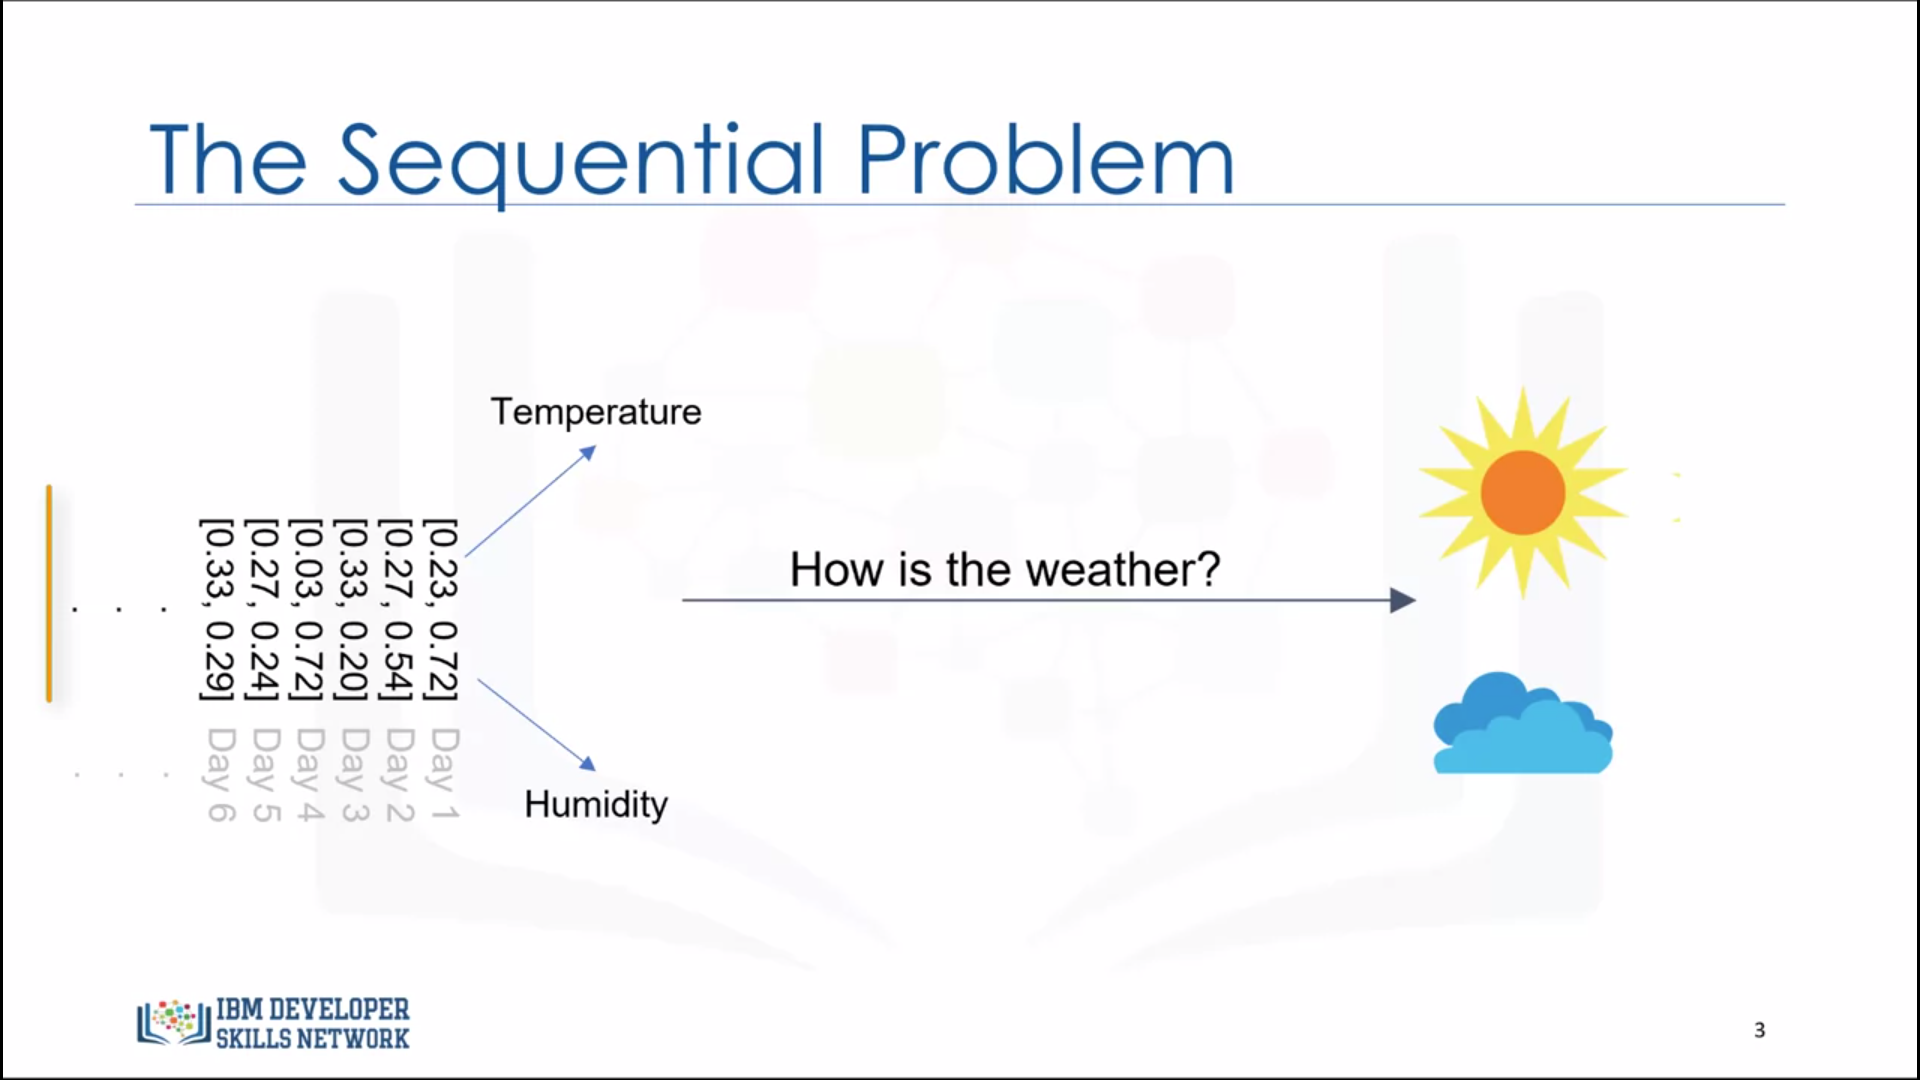 The Sequential Problem
Temperature
[0.23, 0.72] Day 1
[0.27, 0.54] Day 2
[0.33, 0.20] Day 3
[0.03, 0.72] Day 4
[0.27, 0.24] Day 5
[0.33, 0.29] Day 6
. . .
. . .
Humidity
How is the weather?
IBM DEVELOPER
SKILLS NETWORK
3